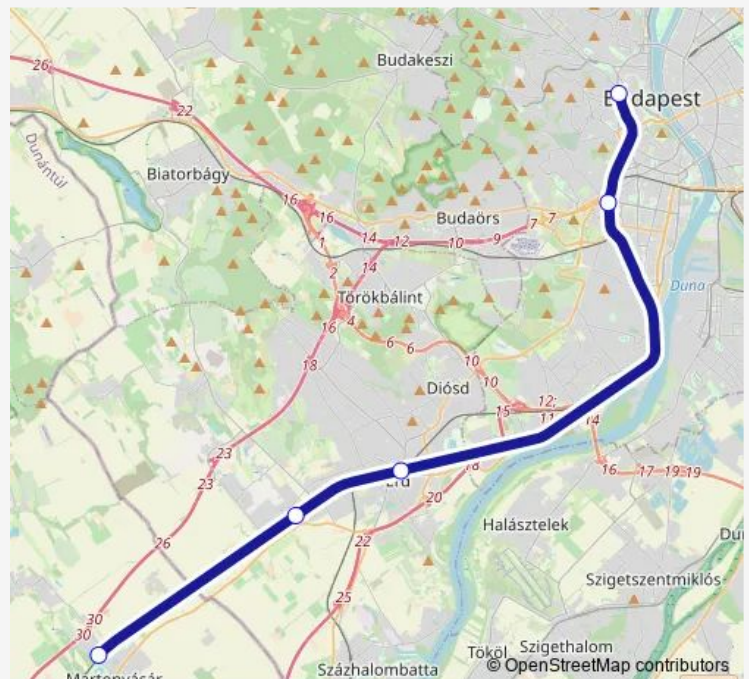 Budakeszi
26
22
Dunántúl
Biatorbágy
16
16
Budaörs
7
7
14
12
10
9
1
2
14
Duna
Törökbálint
16
4
6
6
10
10
18
Diósd
15
12;
11
14
23
23
18
16
17
19
19
20
Halásztelek
22
26
25
Szigetszentmiklós
30
30
Százhalombatta
Tököl
Szigethalom
© OpenStreetMap contributors